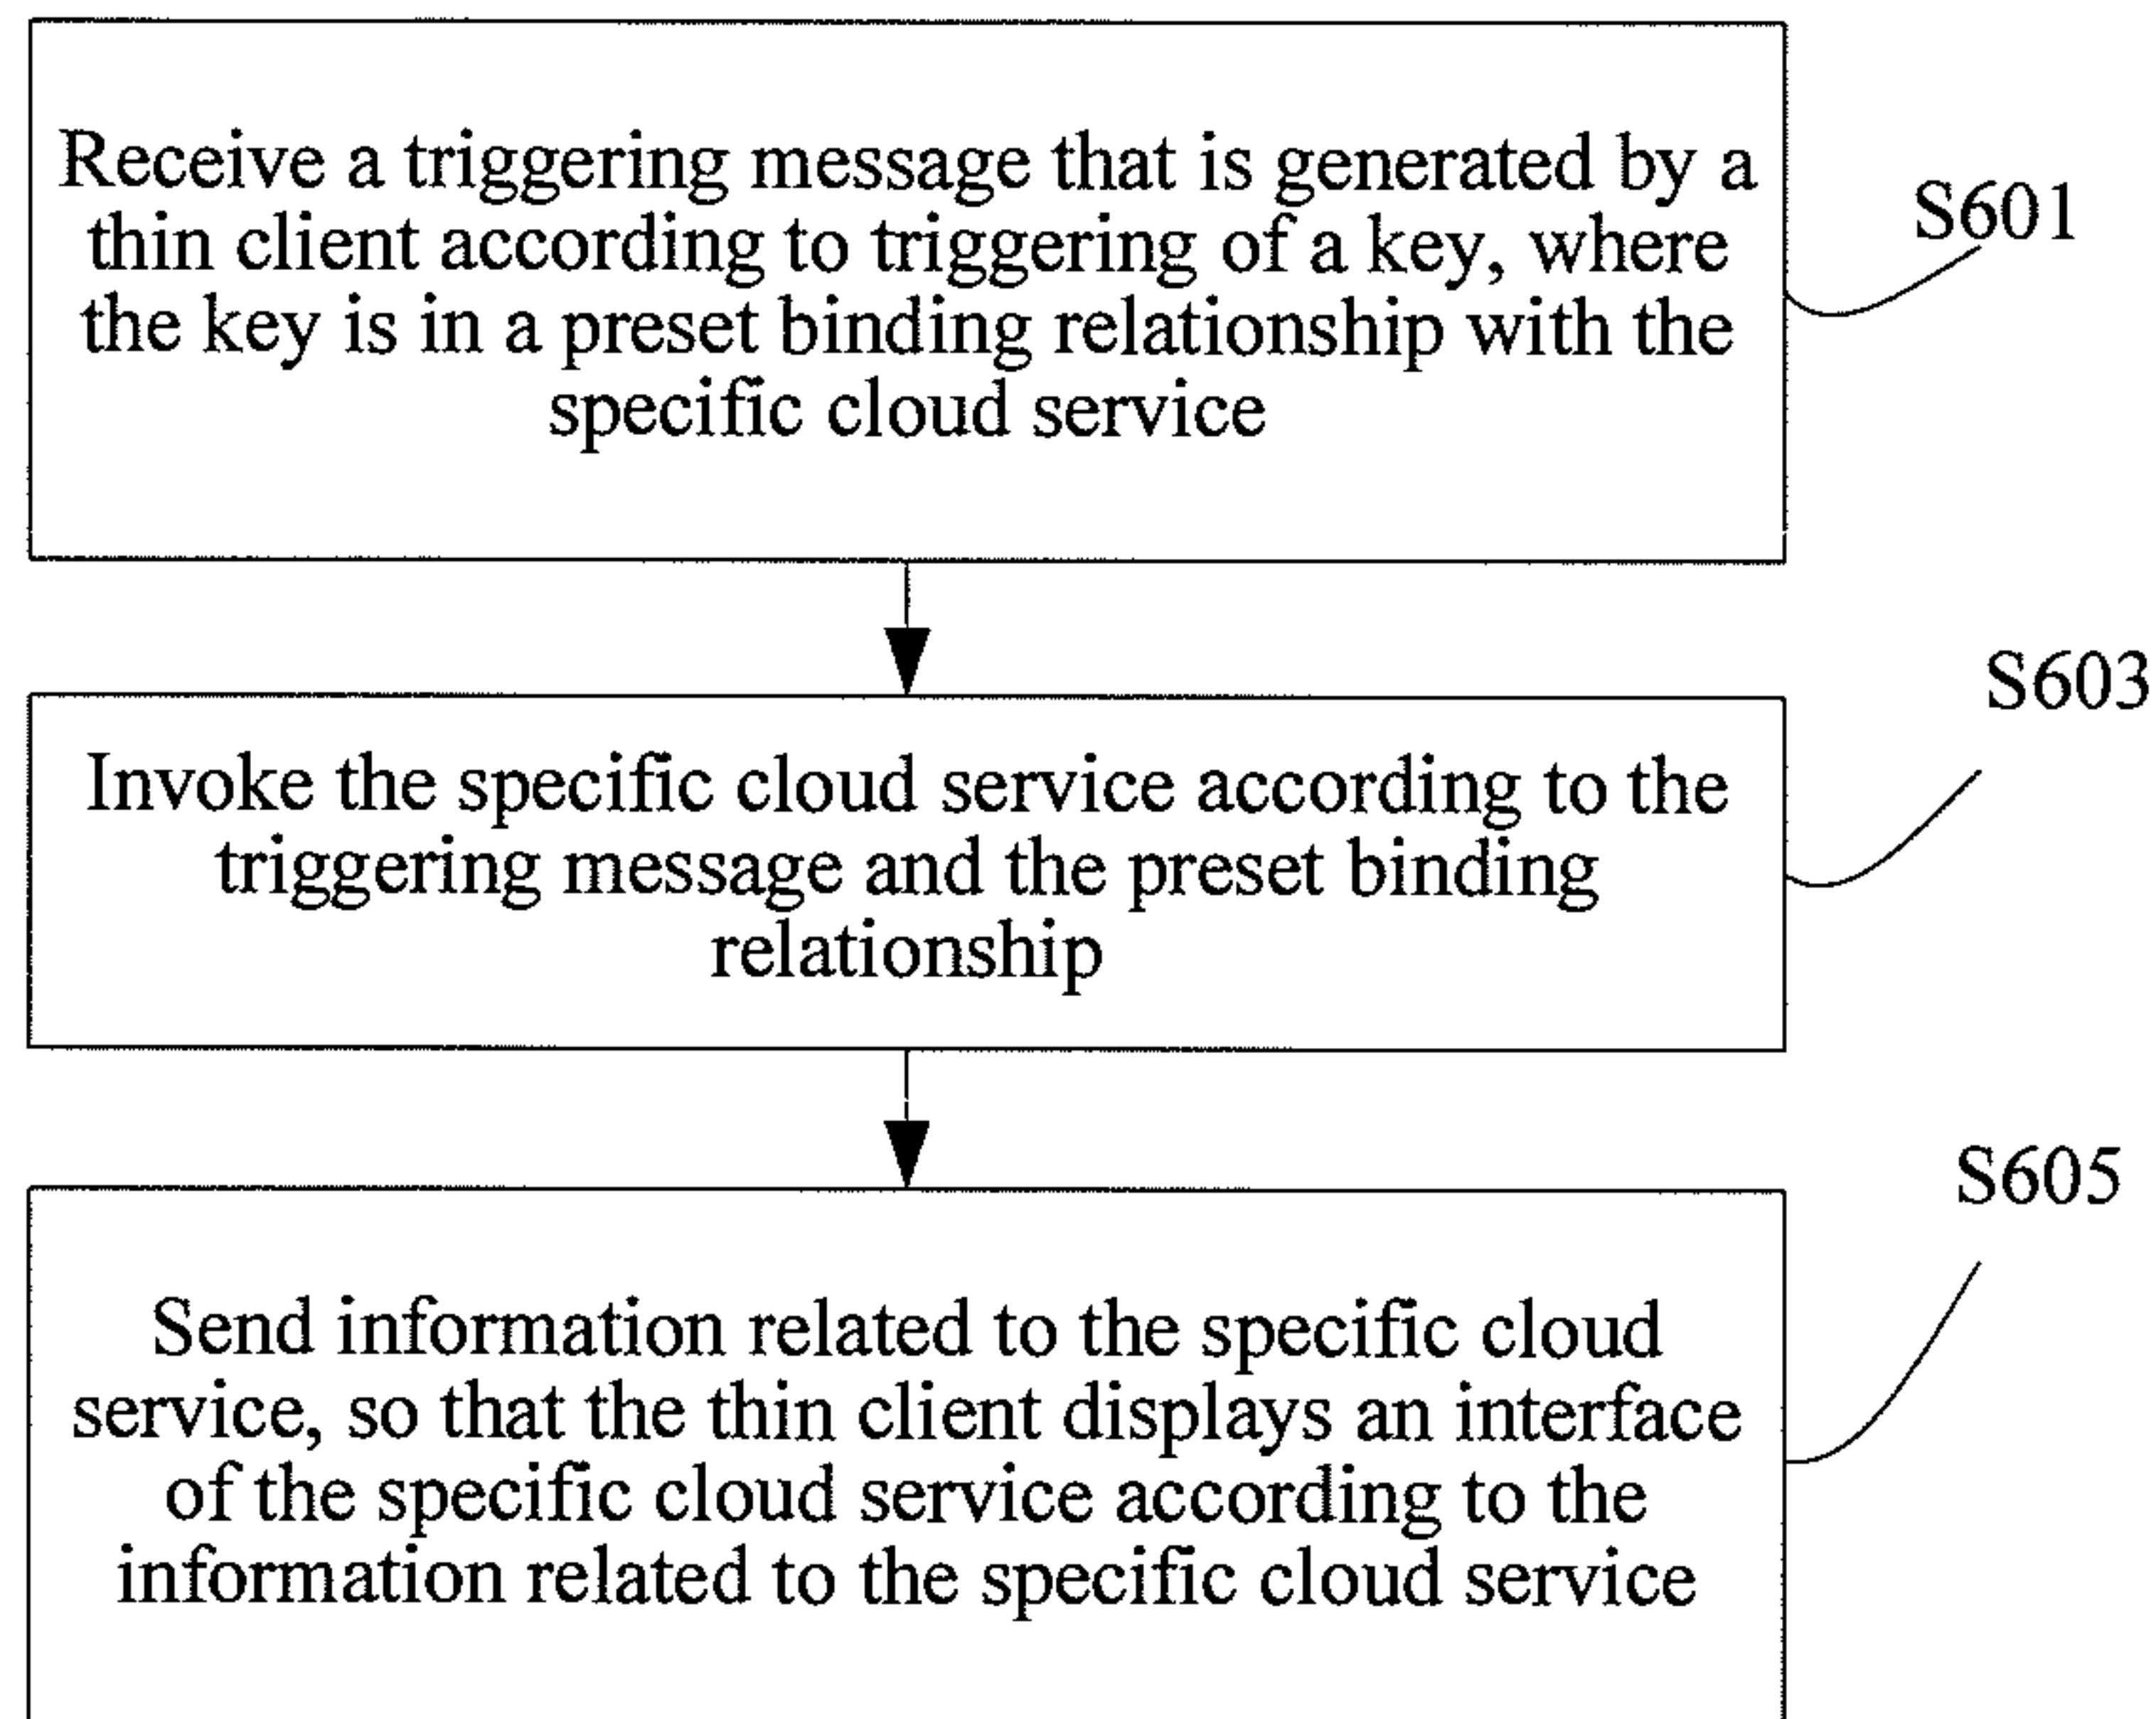 Receive a triggering message that is generated by a
thin client according to triggering of a key, where
the key is in a preset binding relationship with the
specific cloud service
S601
Invoke the specific cloud service according to the
triggering message and the preset binding
relationship
S603
Send information related to the specific cloud
service, so that the thin client displays an interface
of the specific cloud service according to the
information related to the specific cloud service
S605